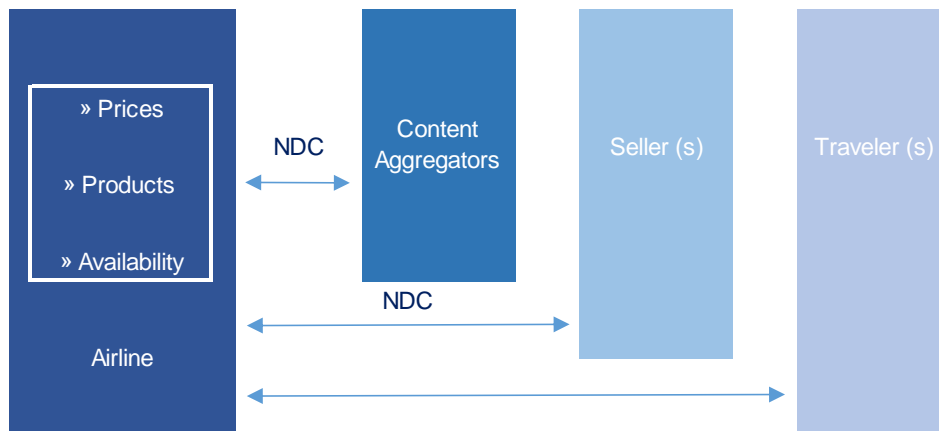 » Prices
» Products
» Availability
Airline
NDC
Content
Aggregators
NDC
Seller (s)
Traveler (s)